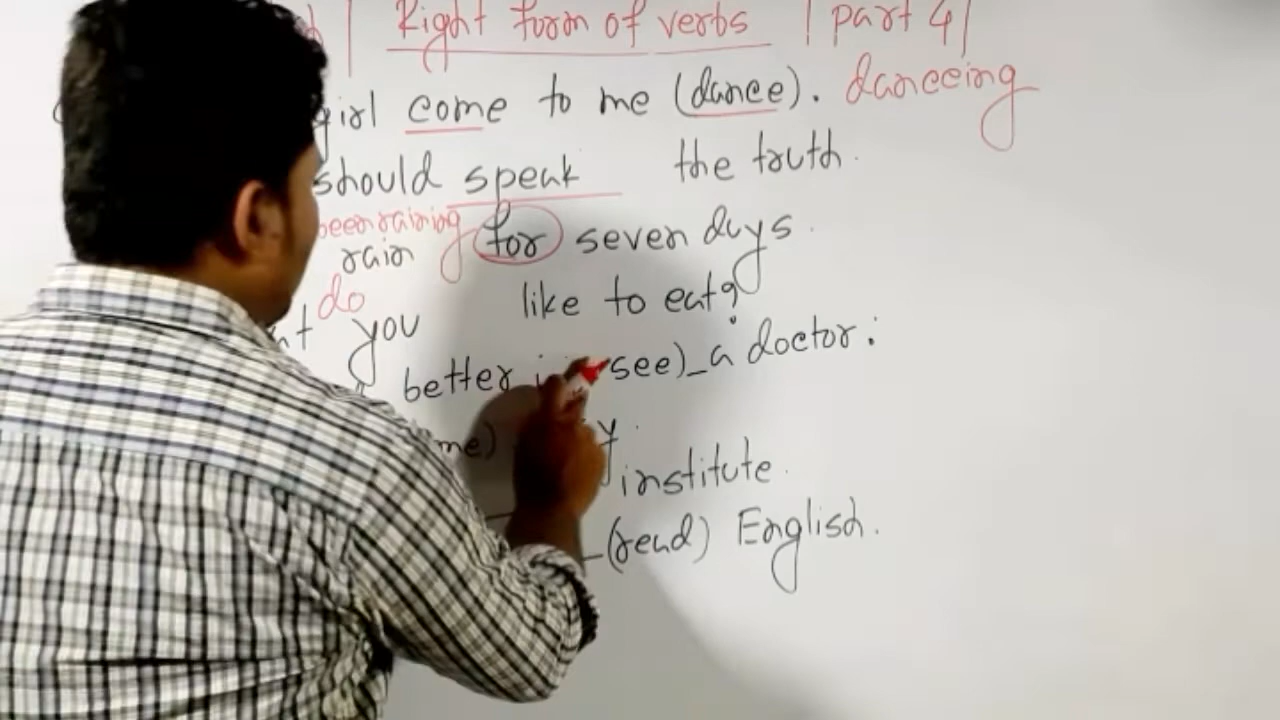 | Right form of verbs | part 4 |
girl come to me (dance). danceing
should speak the truth.
been raining
rain for seven days.
do
you like to eat?
better (see) a doctor.
institute.
(read) English.